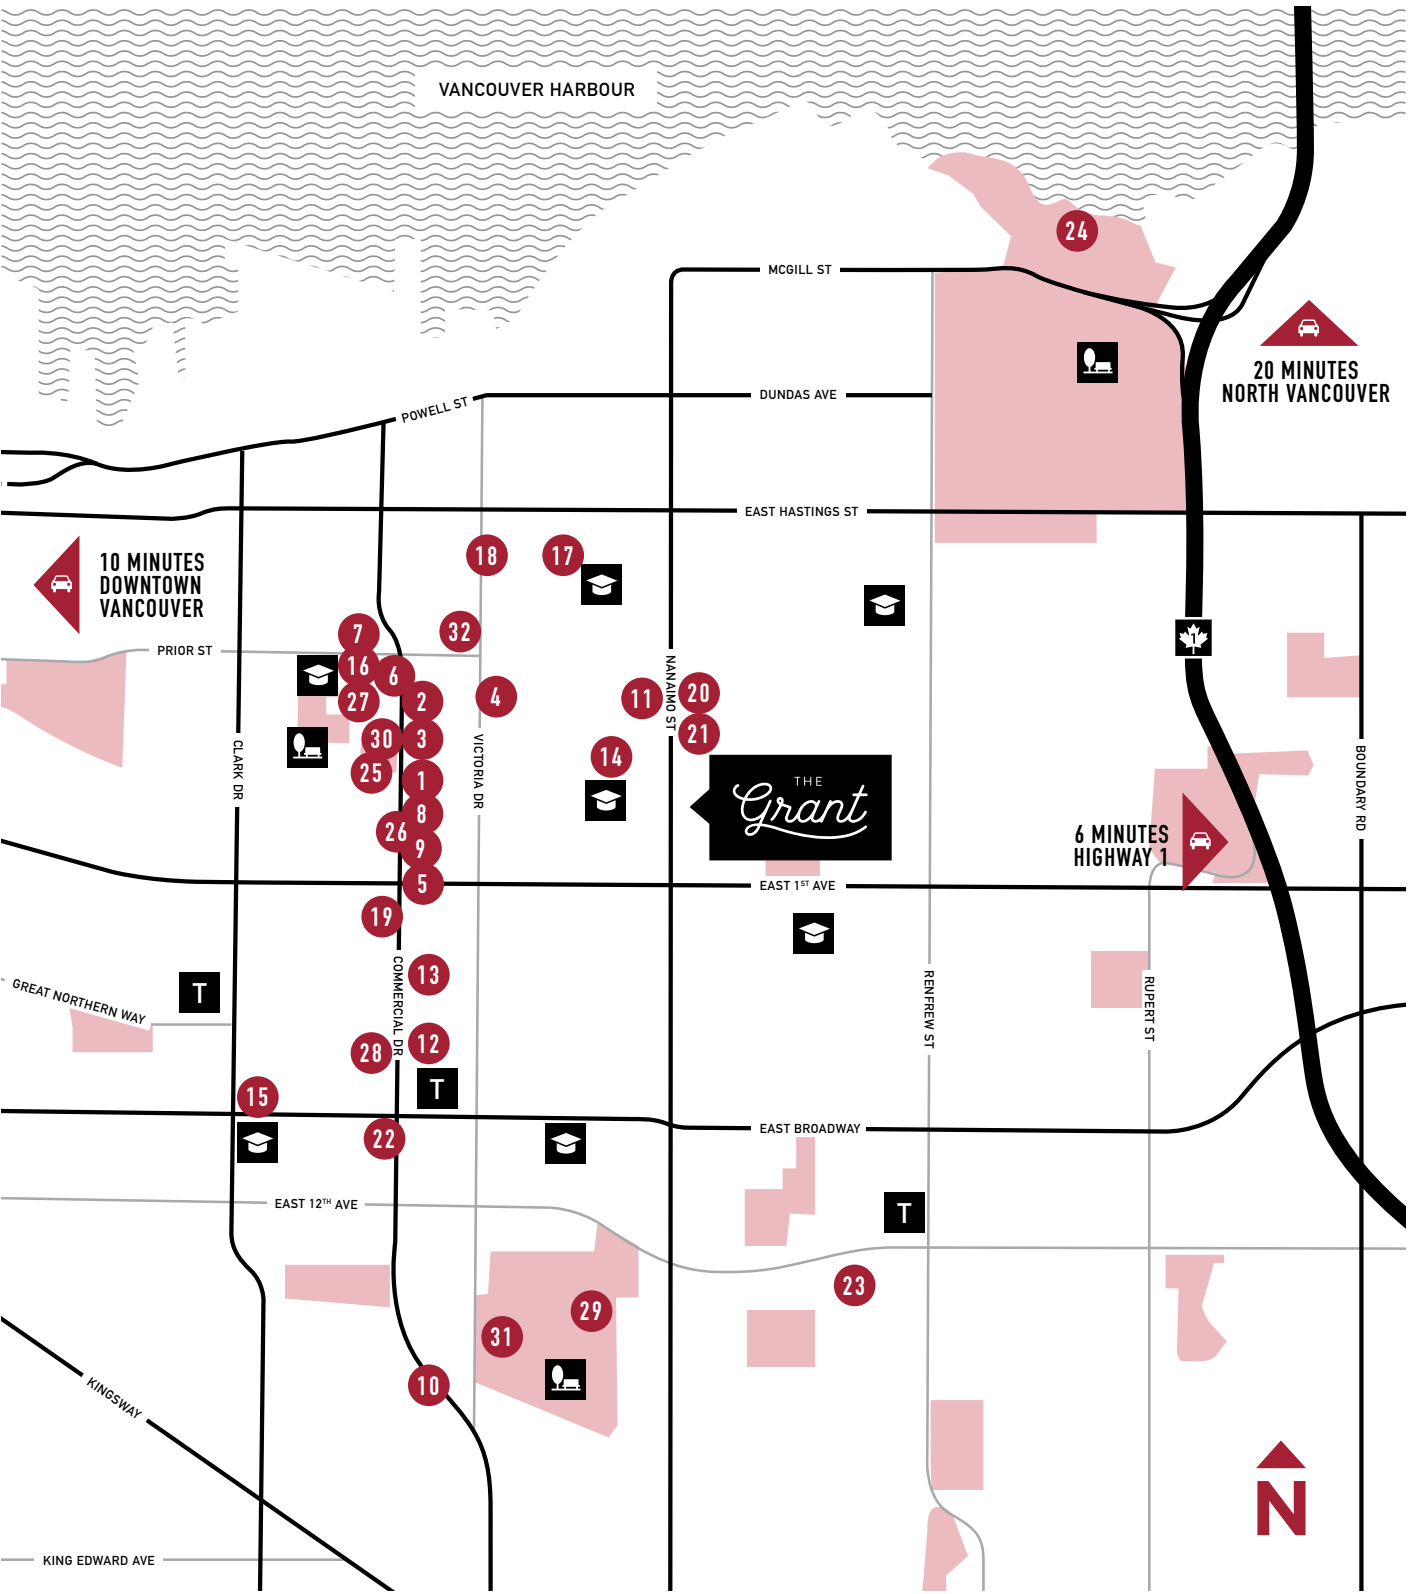 VANCOUVER HARBOUR
24
MCGILL ST
20 MINUTES
NORTH VANCOUVER
DUNDAS AVE
POWELL ST
EAST HASTINGS ST
10 MINUTES
DOWNTOWN
VANCOUVER
18
17
32
7
PRIOR ST
16
6
27
2
4
11
20
NANAIMO ST
21
30
3
14
25
1
CLARK DR
VICTORIA DR
THE
Grant
8
26
9
1
BOUNDARY RD
6 MINUTES
HIGHWAY 1
5
EAST 1ST AVE
19
13
COMMERCIAL DR
T
GREAT NORTHERN WAY
RENFREW ST
RUPERT ST
12
28
T
15
22
EAST BROADWAY
EAST 12TH AVE
T
23
29
31
10
KINGSWAY
N
KING EDWARD AVE